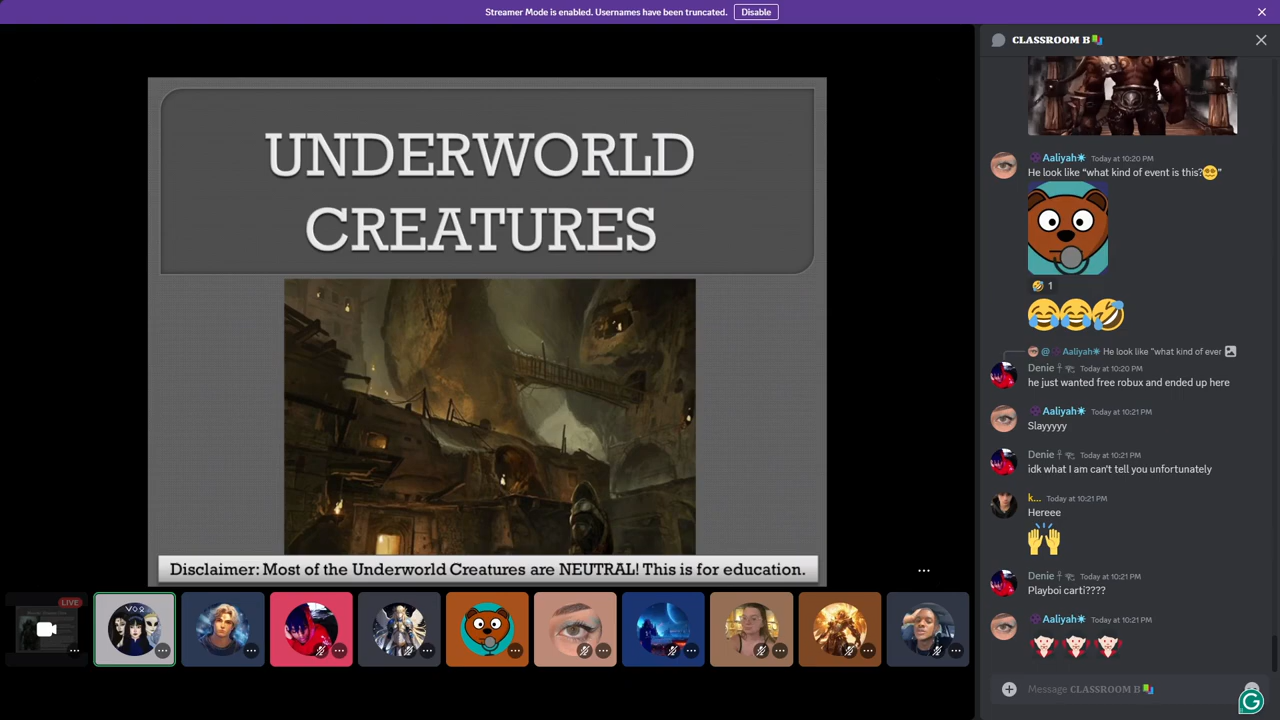 Streamer Mode is enabled. Usernames have been truncated. Disable
CLASSROOM B
UNDERWORLD
CREATURES
Disclaimer: Most of the Underworld Creatures are NEUTRAL! This is for education.
LIVE
Aaliyah Today at 10:20 PM
He look like “what kind of event is this?😵‍💫”
🤣 1
😂😂🤣
@ Aaliyah He look like “what kind of ever
Denie Today at 10:20 PM
he just wanted free robux and ended up here
Aaliyah Today at 10:21 PM
Slayyyyy
Denie Today at 10:21 PM
idk what I am can't tell you unfortunately
k... Today at 10:21 PM
Hereee
🙌
Denie Today at 10:21 PM
Playboi carti????
Aaliyah Today at 10:21 PM
Message CLASSROOM B